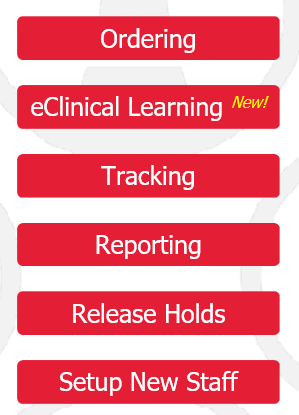 Ordering
eClinical Learning New!
Tracking
Reporting
Release Holds
Setup New Staff